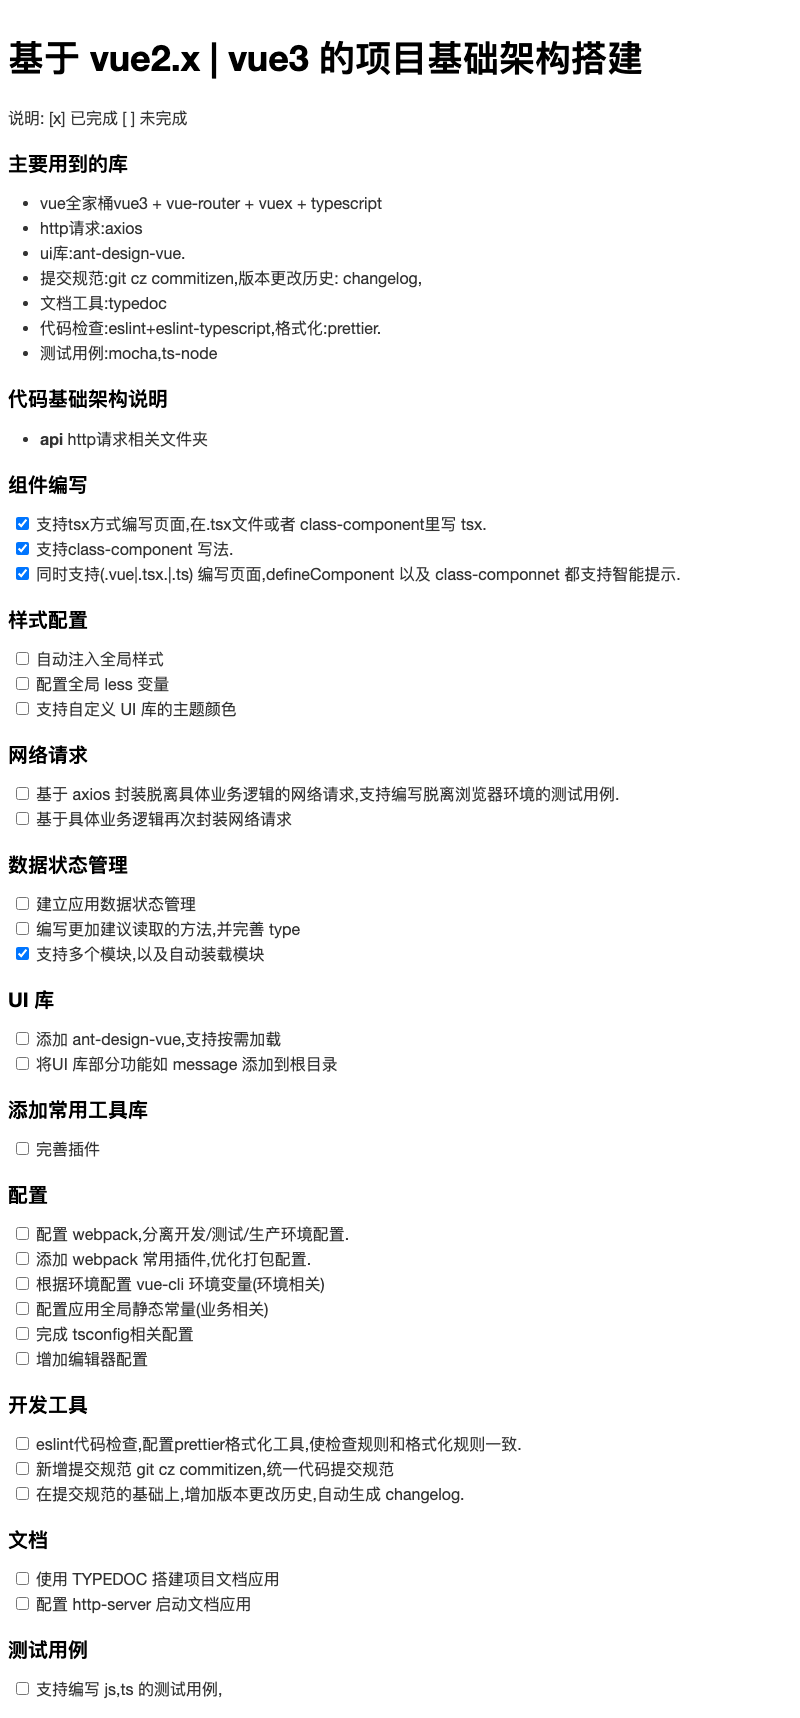 基于 vue2.x | vue3 的项目基础架构搭建
说明: [x] 已完成 [ ] 未完成
主要用到的库
vue全家桶vue3 + vue-router + vuex + typescript
http请求:axios
ui库:ant-design-vue.
提交规范:git cz commitizen,版本更改历史: changelog,
文档工具:typedoc
代码检查:eslint+eslint-typescript,格式化:prettier.
测试用例:mocha,ts-node
代码基础架构说明
api http请求相关文件夹
组件编写
支持tsx方式编写页面,在.tsx文件或者 class-component里写 tsx.
支持class-component 写法.
同时支持(.vue|.tsx.|.ts) 编写页面,defineComponent 以及 class-componnet 都支持智能提示.
样式配置
自动注入全局样式
配置全局 less 变量
支持自定义 UI 库的主题颜色
网络请求
基于 axios 封装脱离具体业务逻辑的网络请求,支持编写脱离浏览器环境的测试用例.
基于具体业务逻辑再次封装网络请求
数据状态管理
建立应用数据状态管理
编写更加建议读取的方法,并完善 type
支持多个模块,以及自动装载模块
UI 库
添加 ant-design-vue,支持按需加载
将UI 库部分功能如 message 添加到根目录
添加常用工具库
完善插件
配置
配置 webpack,分离开发/测试/生产环境配置.
添加 webpack 常用插件,优化打包配置.
根据环境配置 vue-cli 环境变量(环境相关)
配置应用全局静态常量(业务相关)
完成 tsconfig相关配置
增加编辑器配置
开发工具
eslint代码检查,配置prettier格式化工具,使检查规则和格式化规则一致.
新增提交规范 git cz commitizen,统一代码提交规范
在提交规范的基础上,增加版本更改历史,自动生成 changelog.
文档
使用 TYPEDOC 搭建项目文档应用
配置 http-server 启动文档应用
测试用例
支持编写 js,ts 的测试用例,